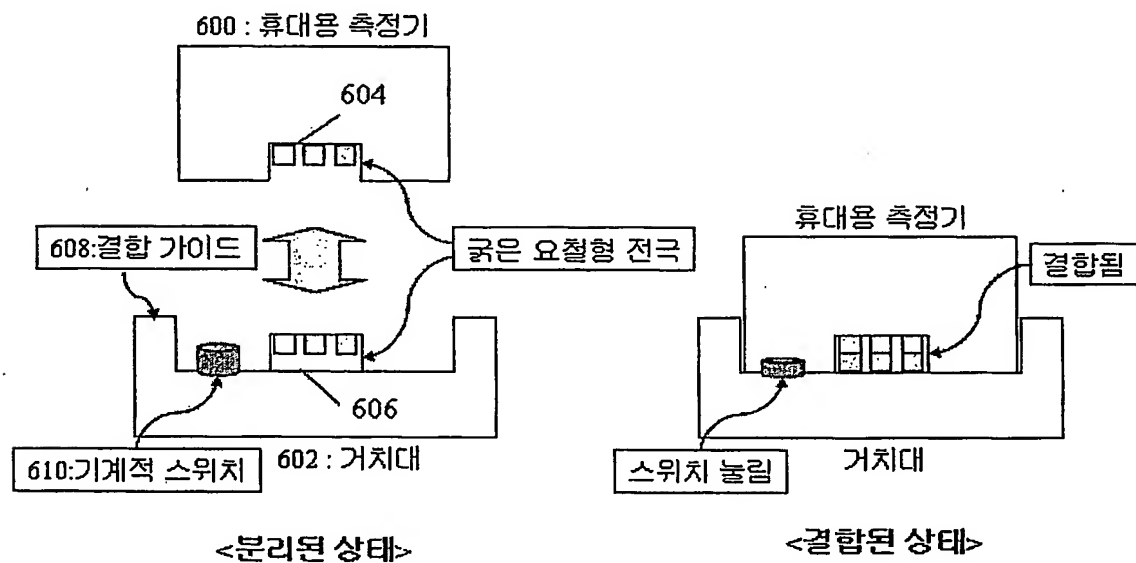 600 : 휴대용 측정기
604
608:결합 가이드
굵은 요철형 전극
606
610:기계적 스위치
602 : 거치대
<분리된 상태>
휴대용 측정기
결합됨
스위치 눌림
거치대
<결합된 상태>